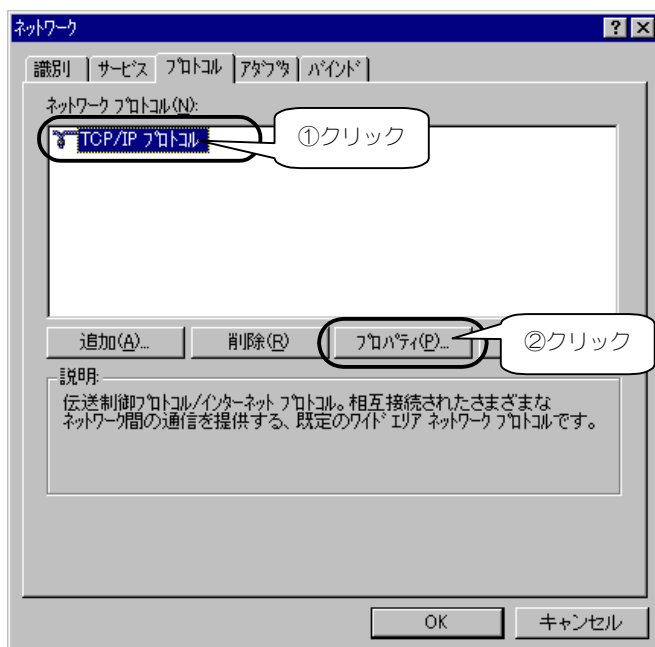 ネットワーク
識別 サービス プロトコル アダプタ バインド
ネットワーク プロトコル(N):
TCP/IP プロトコル
①クリック
追加(A)... 削除(R) プロパティ(P)...
②クリック
説明:
伝送制御プロトコル/インターネット プロトコル。相互接続されたさまざまな
ネットワーク間の通信を提供する、既定のワイド エリア ネットワーク プロトコルです。
OK キャンセル